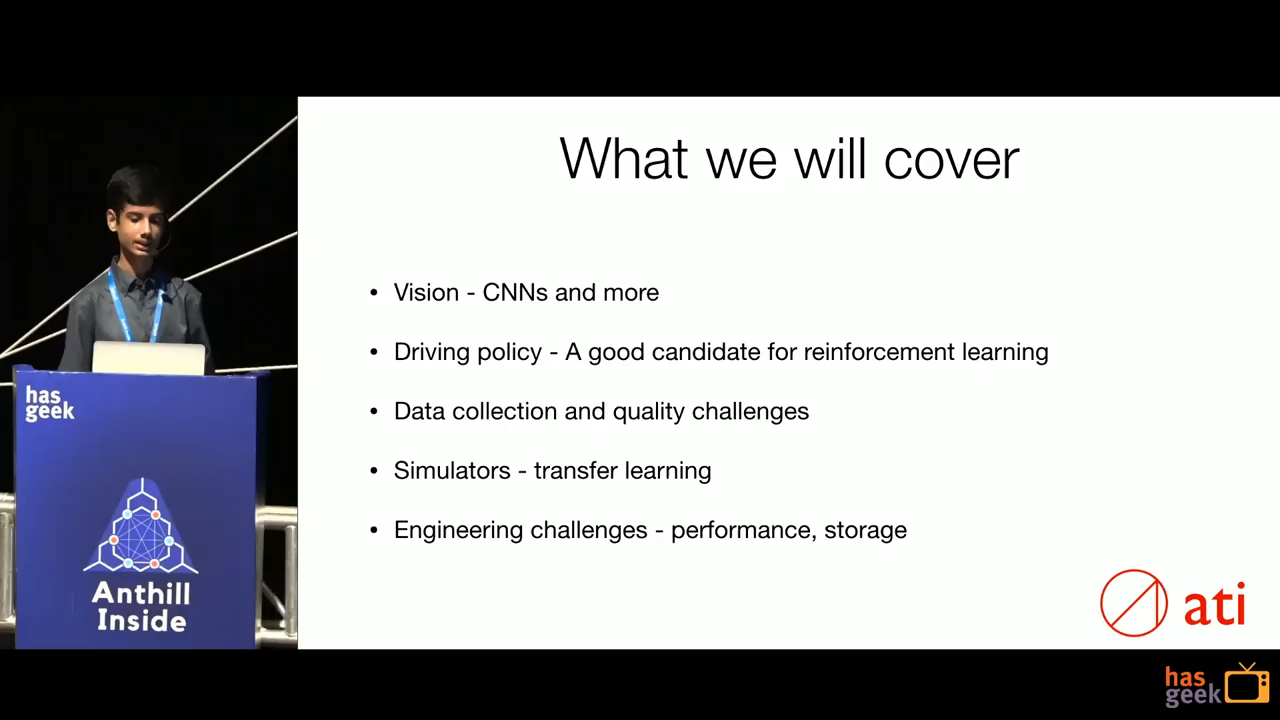 What we will cover
• Vision - CNNs and more
• Driving policy - A good candidate for reinforcement learning
• Data collection and quality challenges
• Simulators - transfer learning
• Engineering challenges - performance, storage
ati
has
geek
Anthill
Inside
has
geek